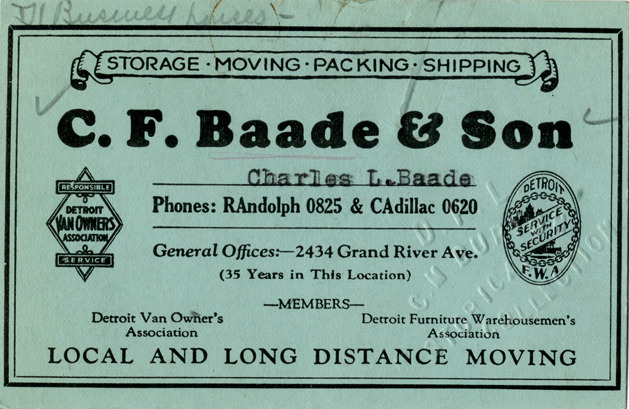 Business houses –
STORAGE · MOVING · PACKING · SHIPPING
C. F. Baade & Son
Charles L. Baade
Phones: RAndolph 0825 & CAdillac 0620
General Offices:—2434 Grand River Ave.
(35 Years in This Location)
RESPONSIBLE
DETROIT
VAN OWNERS
ASSOCIATION
SERVICE
DETROIT
SERVICE
WITH
SECURITY
F.W.A.
—MEMBERS—
Detroit Van Owner's
Association
Detroit Furniture Warehousemen's
Association
LOCAL AND LONG DISTANCE MOVING